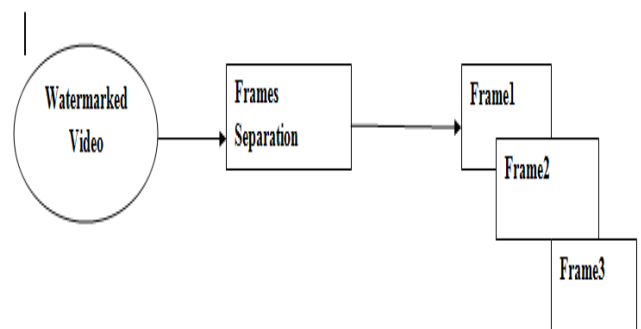 Watermarked
Video
Frames
Separation
Frame1
Frame2
Frame3